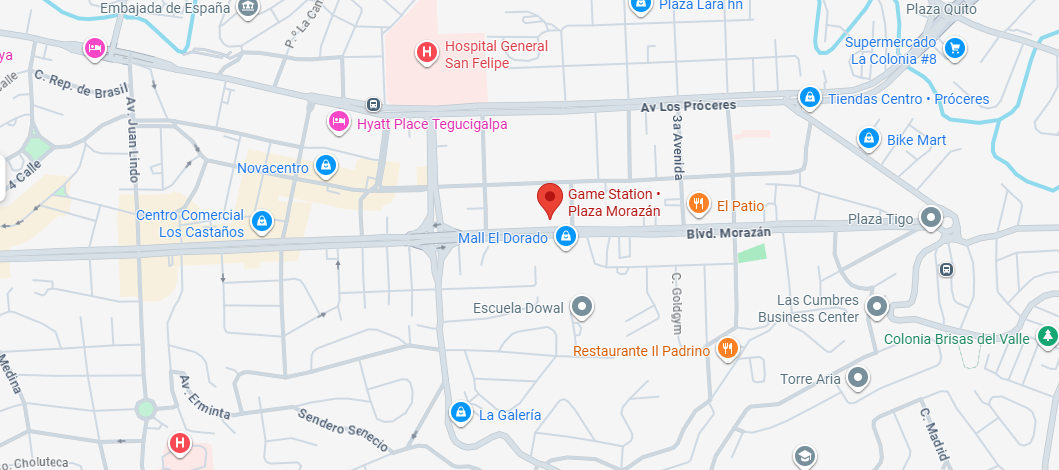 Embajada de España
P.º La Can
Plaza Lara hn
Plaza Quito
Hospital General
San Felipe
Supermercado
La Colonia #8
ya
Calle
C. Rep. de Brasil
Av. Juan Lindo
Av Los Próceres
Tiendas Centro • Próceres
Hyatt Place Tegucigalpa
3a Avenida
Bike Mart
Novacentro
4 Calle
Game Station •
Plaza Morazán
El Patio
Centro Comercial
Los Castaños
Plaza Tigo
Mall El Dorado
Blvd. Morazán
C. Goldgym
Escuela Dowal
Las Cumbres
Business Center
Colonia Brisas del Valle
Restaurante Il Padrino
Medina
Torre Aria
Av. Erminta
La Galería
Sendero Senecio
C. Madrid
H
H
o. Choluteca